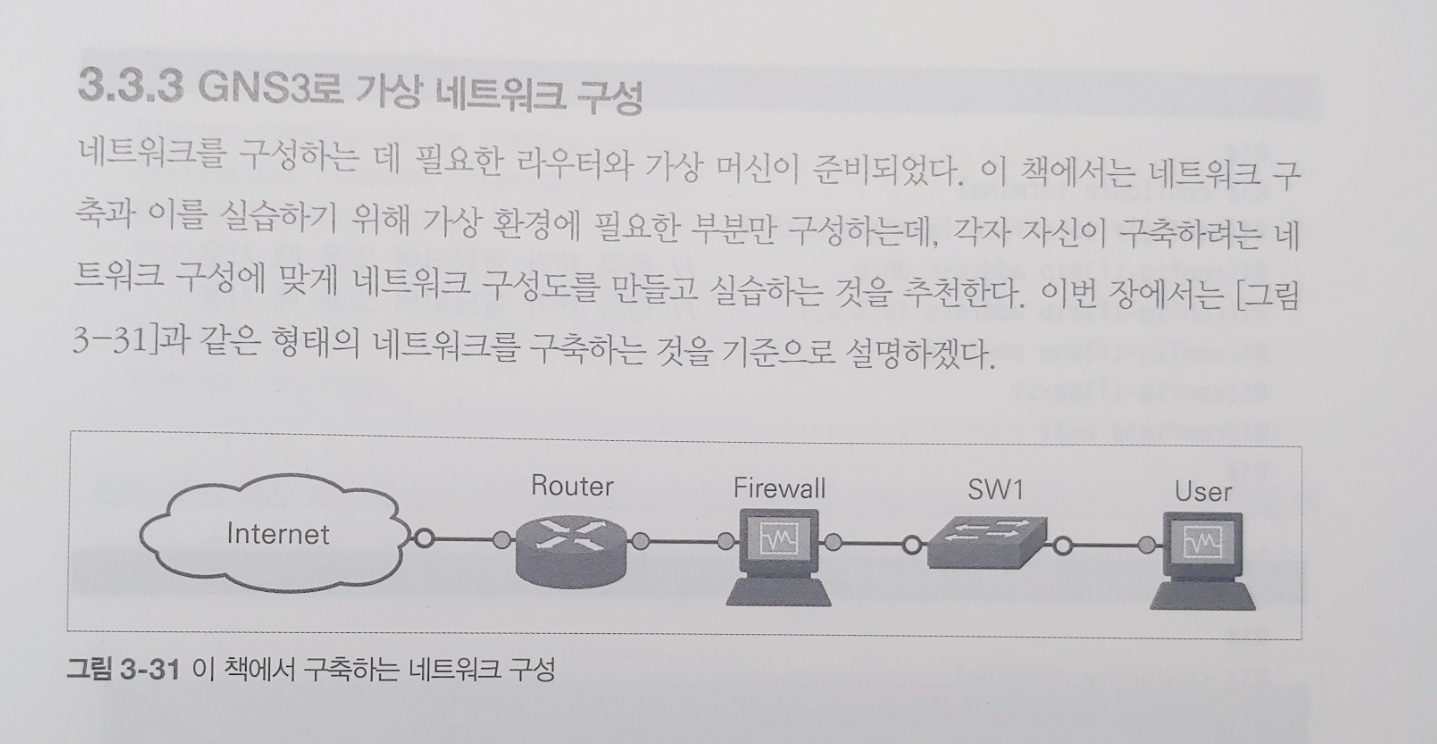 3.3.3 GNS3로 가상 네트워크 구성
네트워크를 구성하는 데 필요한 라우터와 가상 머신이 준비되었다. 이 책에서는 네트워크 구
축과 이를 실습하기 위해 가상 환경에 필요한 부분만 구성하는데, 각자 자신이 구축하려는 네
트워크 구성에 맞게 네트워크 구성도를 만들고 실습하는 것을 추천한다. 이번 장에서는 [그림
3-31]과 같은 형태의 네트워크를 구축하는 것을 기준으로 설명하겠다.
Internet
Router
Firewall
SW1
User
그림 3-31 이 책에서 구축하는 네트워크 구성